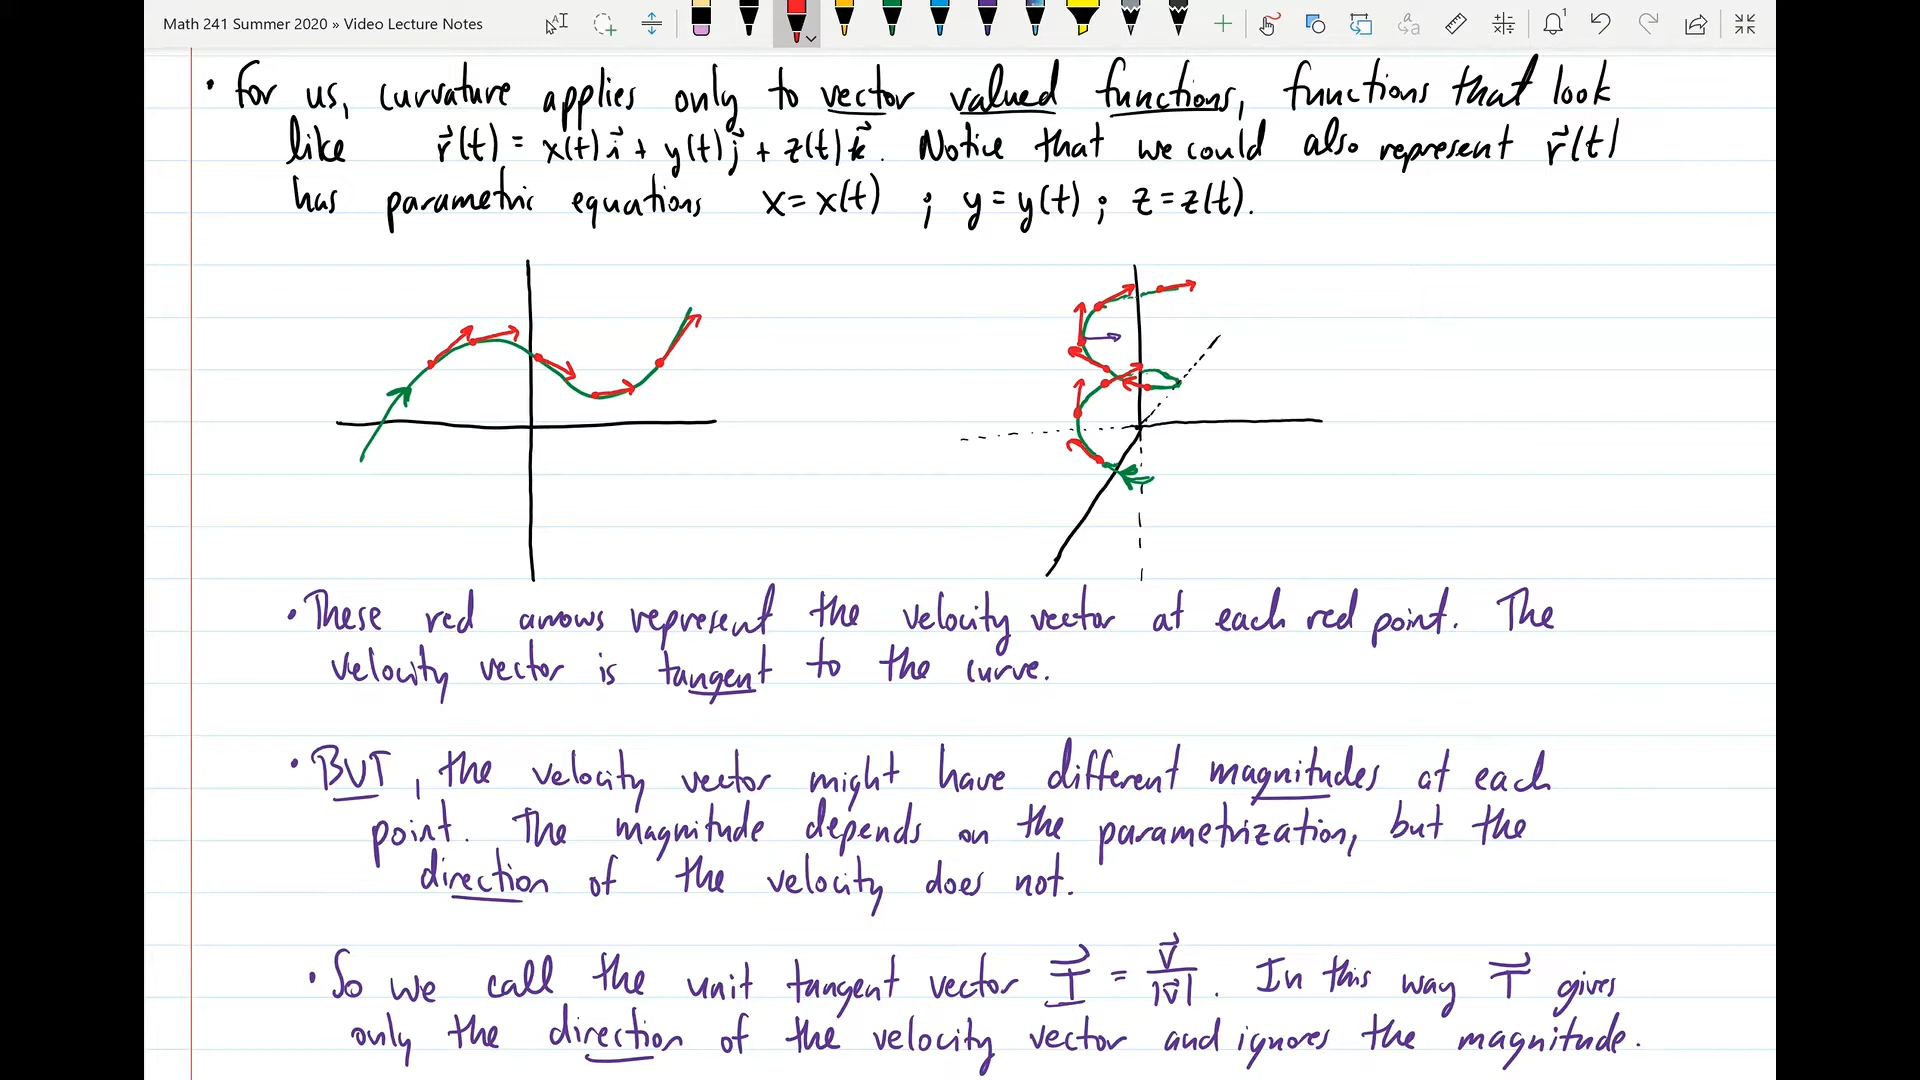 Math 241 Summer 2020 » Video Lecture Notes
• For us, curvature applies only to vector valued functions, functions that look
like r⃗(t) = x(t)i⃗ + y(t)j⃗ + z(t)k⃗. Notice that we could also represent r⃗(t)
has parametric equations x=x(t) ; y=y(t) ; z=z(t).
• These red arrows represent the velocity vector at each red point. The
velocity vector is tangent to the curve.
• BUT, the velocity vector might have different magnitudes at each
point. The magnitude depends on the parametrization, but the
direction of the velocity does not.
• So we call the unit tangent vector T⃗ = v⃗/|v⃗|. In this way T⃗ gives
only the direction of the velocity vector and ignores the magnitude.